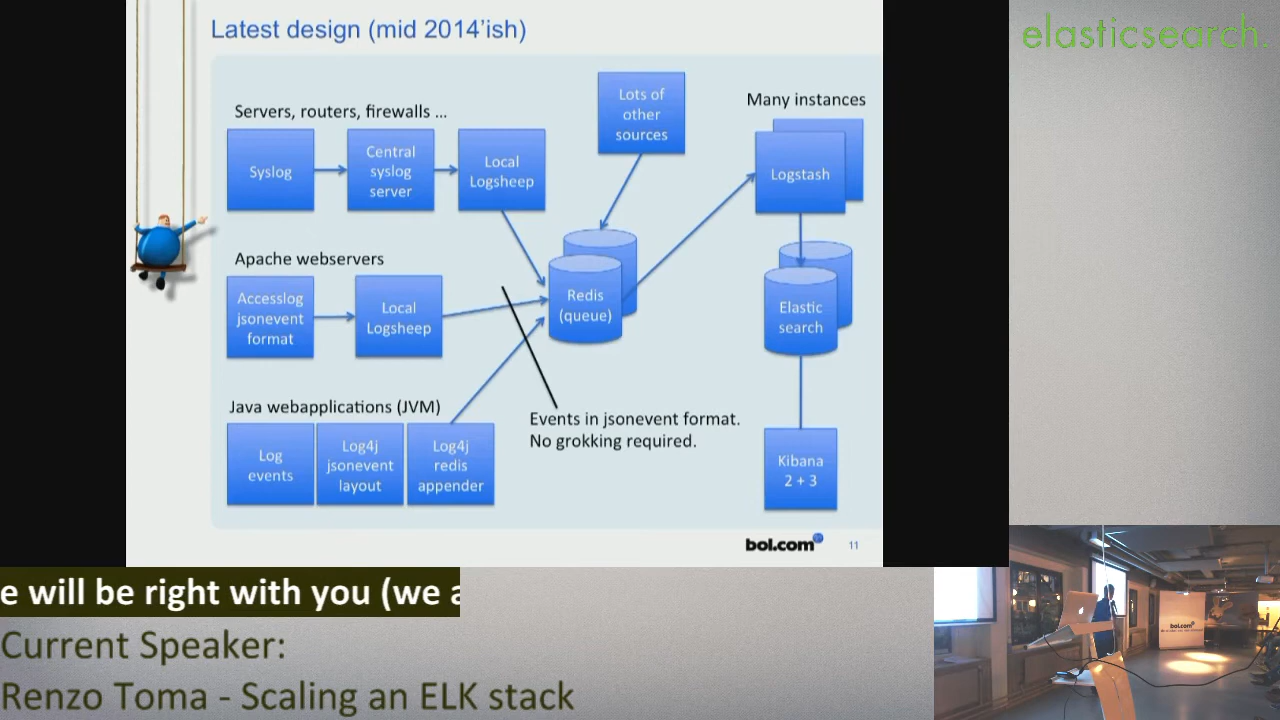 Latest design (mid 2014'ish)
elasticsearch.
Servers, routers, firewalls ...
Syslog
Central
syslog
server
Local
Logsheep
Lots of
other
sources
Many instances
Logstash
Apache webservers
Accesslog
jsonevent
format
Local
Logsheep
Redis
(queue)
Elastic
search
Java webapplications (JVM)
Log
events
Log4j
jsonevent
layout
Log4j
redis
appender
Events in jsonevent format.
No grokking required.
Kibana
2 + 3
bol.com
11
e will be right with you (we a
Current Speaker:
Renzo Toma - Scaling an ELK stack
bol.com